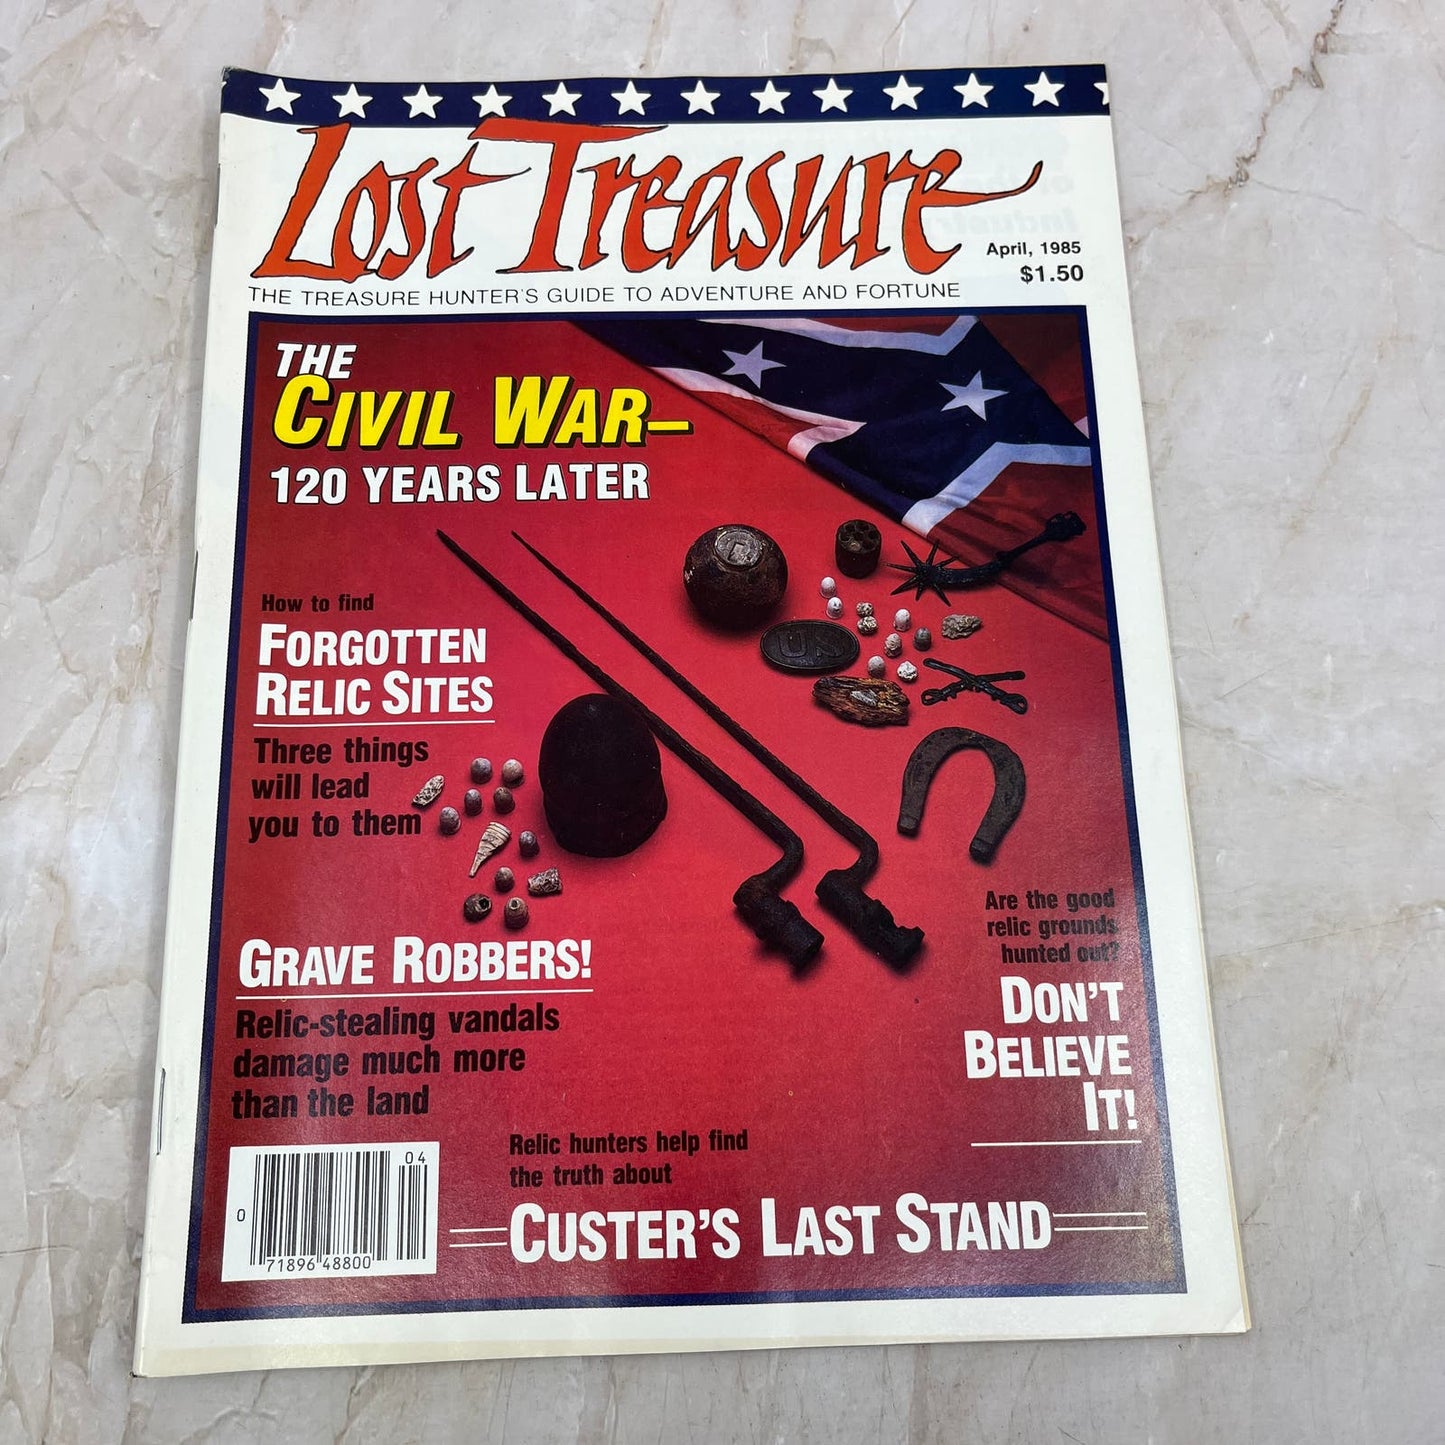 Lost Treasure
April, 1985
$1.50
THE TREASURE HUNTER'S GUIDE TO ADVENTURE AND FORTUNE
THE
CIVIL WAR–
120 YEARS LATER
How to find
FORGOTTEN
RELIC SITES
Three things
will lead
you to them
US
GRAVE ROBBERS!
Relic-stealing vandals
damage much more
than the land
Are the good
relic grounds
hunted out?
DON'T
BELIEVE
IT!
Relic hunters help find
the truth about
CUSTER'S LAST STAND
04
0 71896 48800